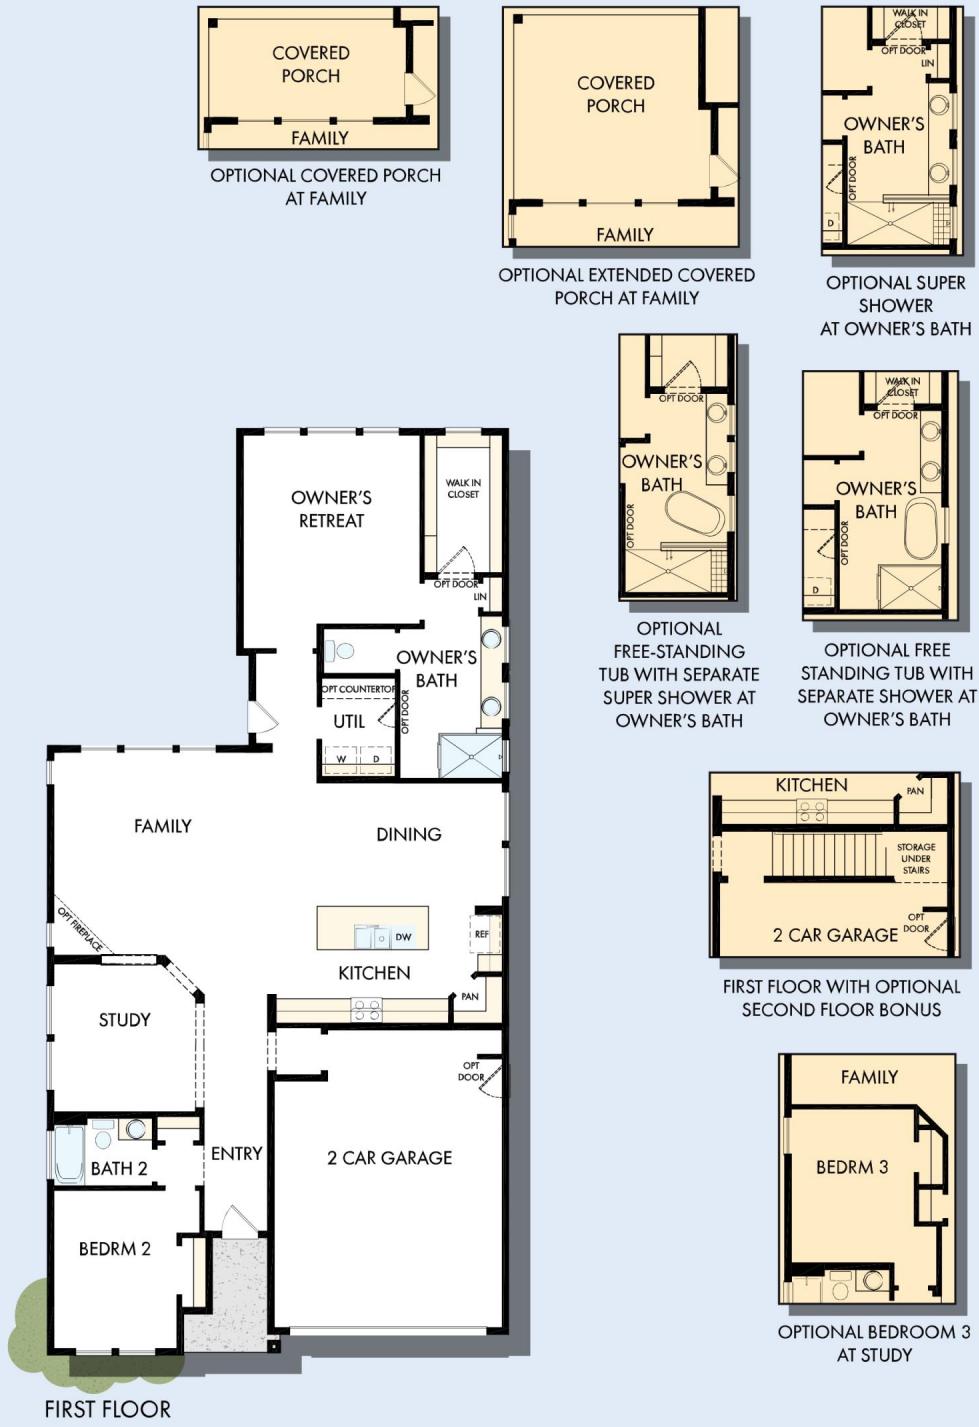 COVERED
PORCH
FAMILY
OPTIONAL COVERED PORCH
AT FAMILY
COVERED
PORCH
FAMILY
OPTIONAL EXTENDED COVERED
PORCH AT FAMILY
WALK IN
CLOSET
OPT DOOR
LIN
OWNER'S
BATH
OPT DOOR
D
OPTIONAL SUPER
SHOWER
AT OWNER'S BATH
OPT DOOR
OWNER'S
BATH
OPT DOOR
OPTIONAL
FREE-STANDING
TUB WITH SEPARATE
SUPER SHOWER AT
OWNER'S BATH
WALK IN
CLOSET
OPT DOOR
OWNER'S
BATH
OPT DOOR
D
OPTIONAL FREE
STANDING TUB WITH
SEPARATE SHOWER AT
OWNER'S BATH
OWNER'S
RETREAT
WALK IN
CLOSET
OPT DOOR
LIN
OWNER'S
BATH
OPT COUNTERTOP
OPT DOOR
UTIL
W
D
FAMILY
DINING
OPT FIREPLACE
DW
REF
KITCHEN
PAN
STUDY
OPT
DOOR
BATH 2
ENTRY
2 CAR GARAGE
BEDRM 2
FIRST FLOOR
KITCHEN
PAN
STORAGE
UNDER
STAIRS
OPT
DOOR
2 CAR GARAGE
FIRST FLOOR WITH OPTIONAL
SECOND FLOOR BONUS
FAMILY
BEDRM 3
OPTIONAL BEDROOM 3
AT STUDY